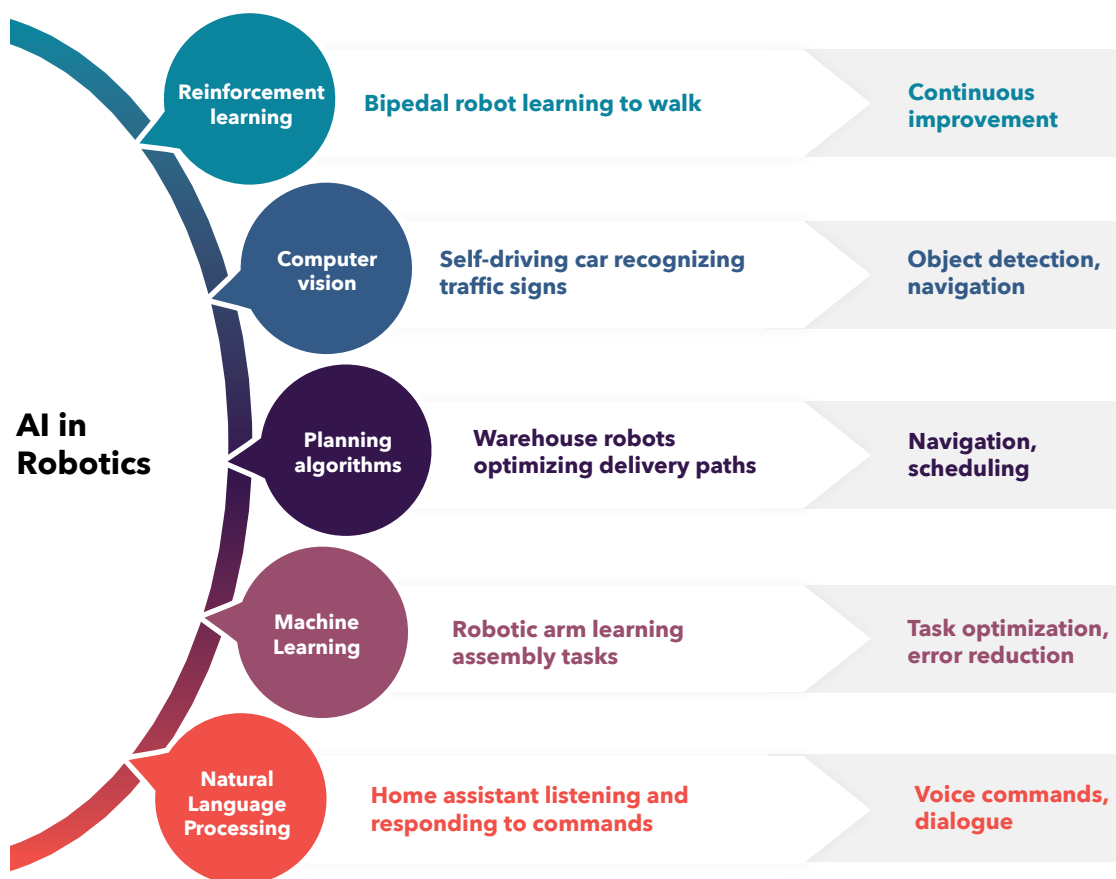 AI in
Robotics
Reinforcement
learning
Bipedal robot learning to walk
Continuous
improvement
Computer
vision
Self-driving car recognizing
traffic signs
Object detection,
navigation
Planning
algorithms
Warehouse robots
optimizing delivery paths
Navigation,
scheduling
Machine
Learning
Robotic arm learning
assembly tasks
Task optimization,
error reduction
Natural
Language
Processing
Home assistant listening and
responding to commands
Voice commands,
dialogue